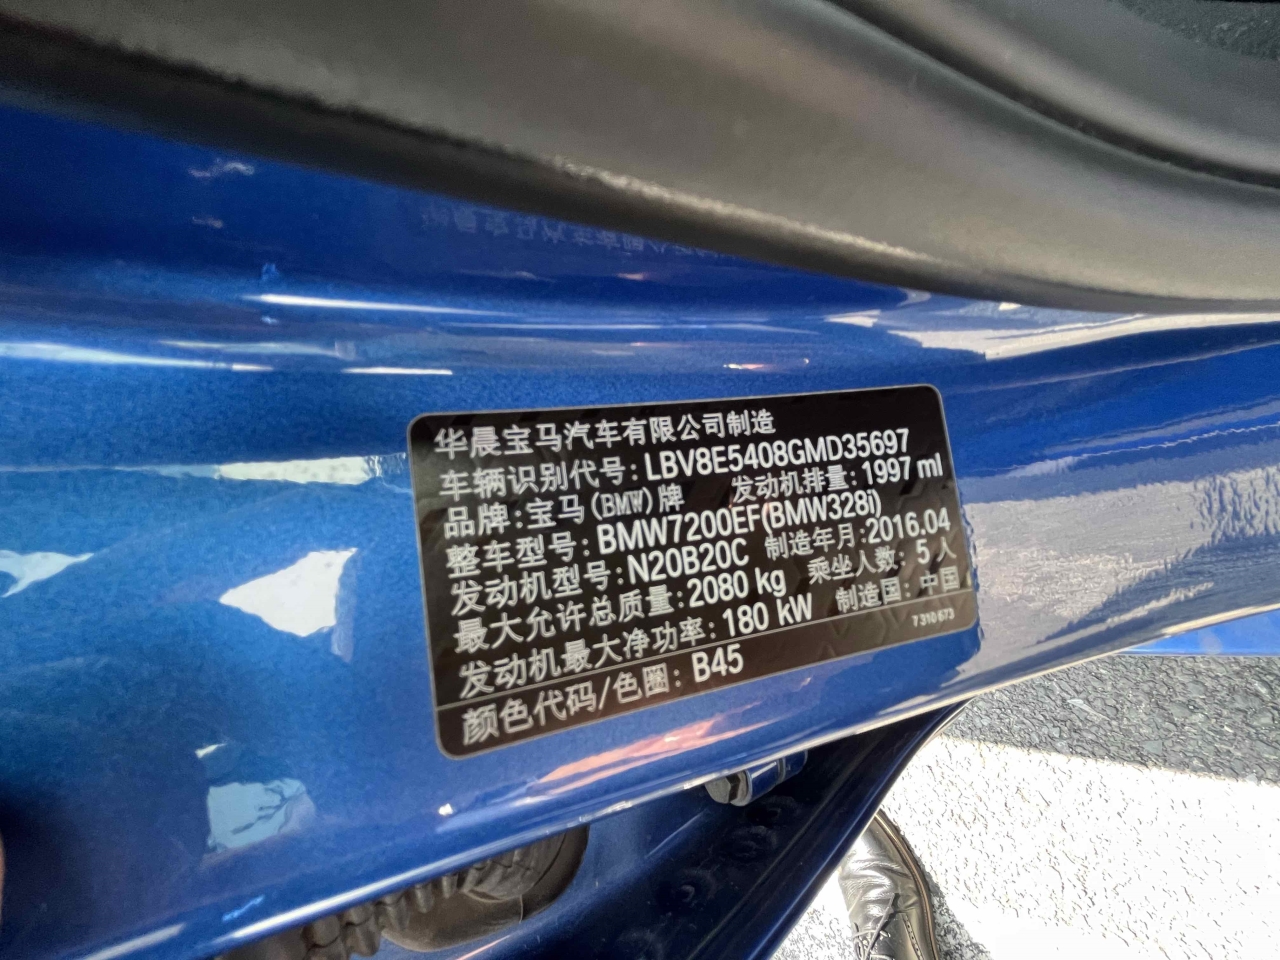 华晨宝马汽车有限公司制造
车辆识别代号:LBV8E5408GMD35697
品牌:宝马(BMW)牌 发动机排量:1997 ml
整车型号:BMW7200EF(BMW328i)
发动机型号:N20B20C 制造年月:2016.04
最大允许总质量:2080 kg 乘坐人数: 5 人
发动机最大净功率:180 kW 制造国: 中国
颜色代码/色圈: B45
7310673